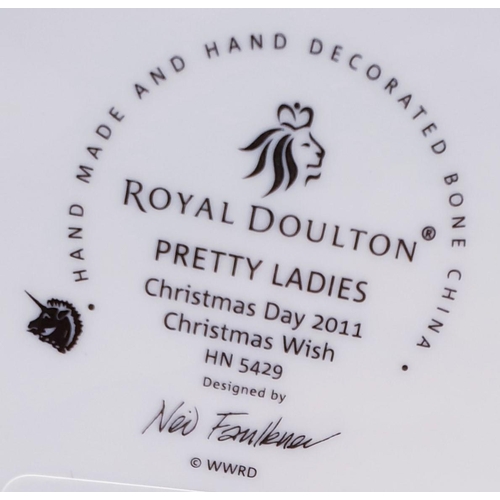 HAND MADE AND HAND DECORATED BONE CHINA
ROYAL DOULTON®
PRETTY LADIES
Christmas Day 2011
Christmas Wish
HN 5429
Designed by
Neil Faulkner
© WWRD